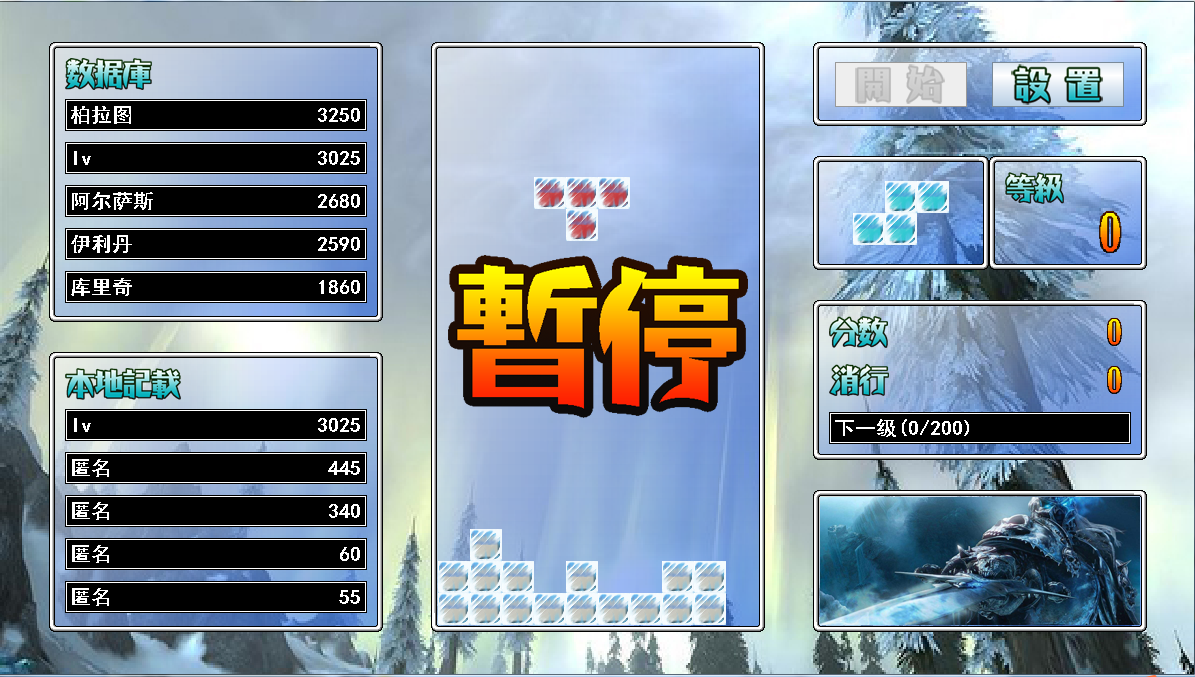 数据庫
柏拉图 3250
lv 3025
阿尔萨斯 2680
伊利丹 2590
库里奇 1860
本地記載
lv 3025
匿名 445
匿名 340
匿名 60
匿名 55
暫停
開始 設置
等級
0
分数 0
消行 0
下一级(0/200)